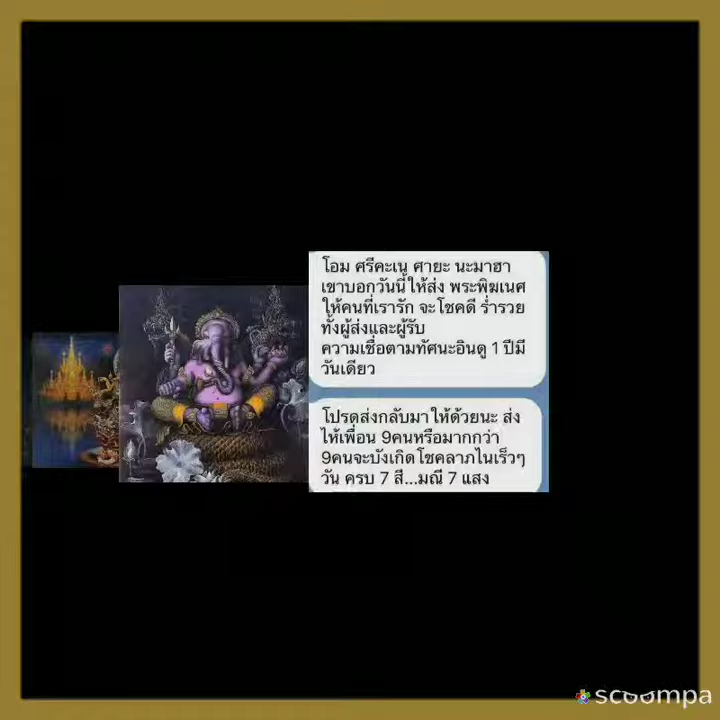 โอม ศรีคะเน ศายะ นะมาฮา
เขาบอกวันนี้ให้ส่ง พระพิฆเนศ
ให้คนที่เรารัก จะโชคดี ร่ำรวย
ทั้งผู้ส่งและผู้รับ
ความเชื่อตามทัศนะฮินดู 1 ปีมี
วันเดียว
โปรดส่งกลับมาให้ด้วยนะ ส่ง
ให้เพื่อน 9คนหรือมากกว่า
9คนจะบังเกิดโชคลาภในเร็วๆ
วัน ครบ 7 สี...มณี 7 แสง
scoompa